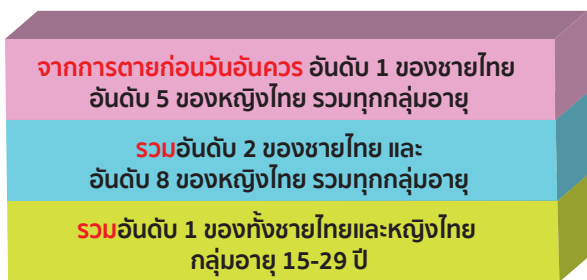 จากการตายก่อนวันอันควร อันดับ 1 ของชายไทย
อันดับ 5 ของหญิงไทย รวมทุกกลุ่มอายุ
รวมอันดับ 2 ของชายไทย และ
อันดับ 8 ของหญิงไทย รวมทุกกลุ่มอายุ
รวมอันดับ 1 ของทั้งชายไทยและหญิงไทย
กลุ่มอายุ 15-29 ปี